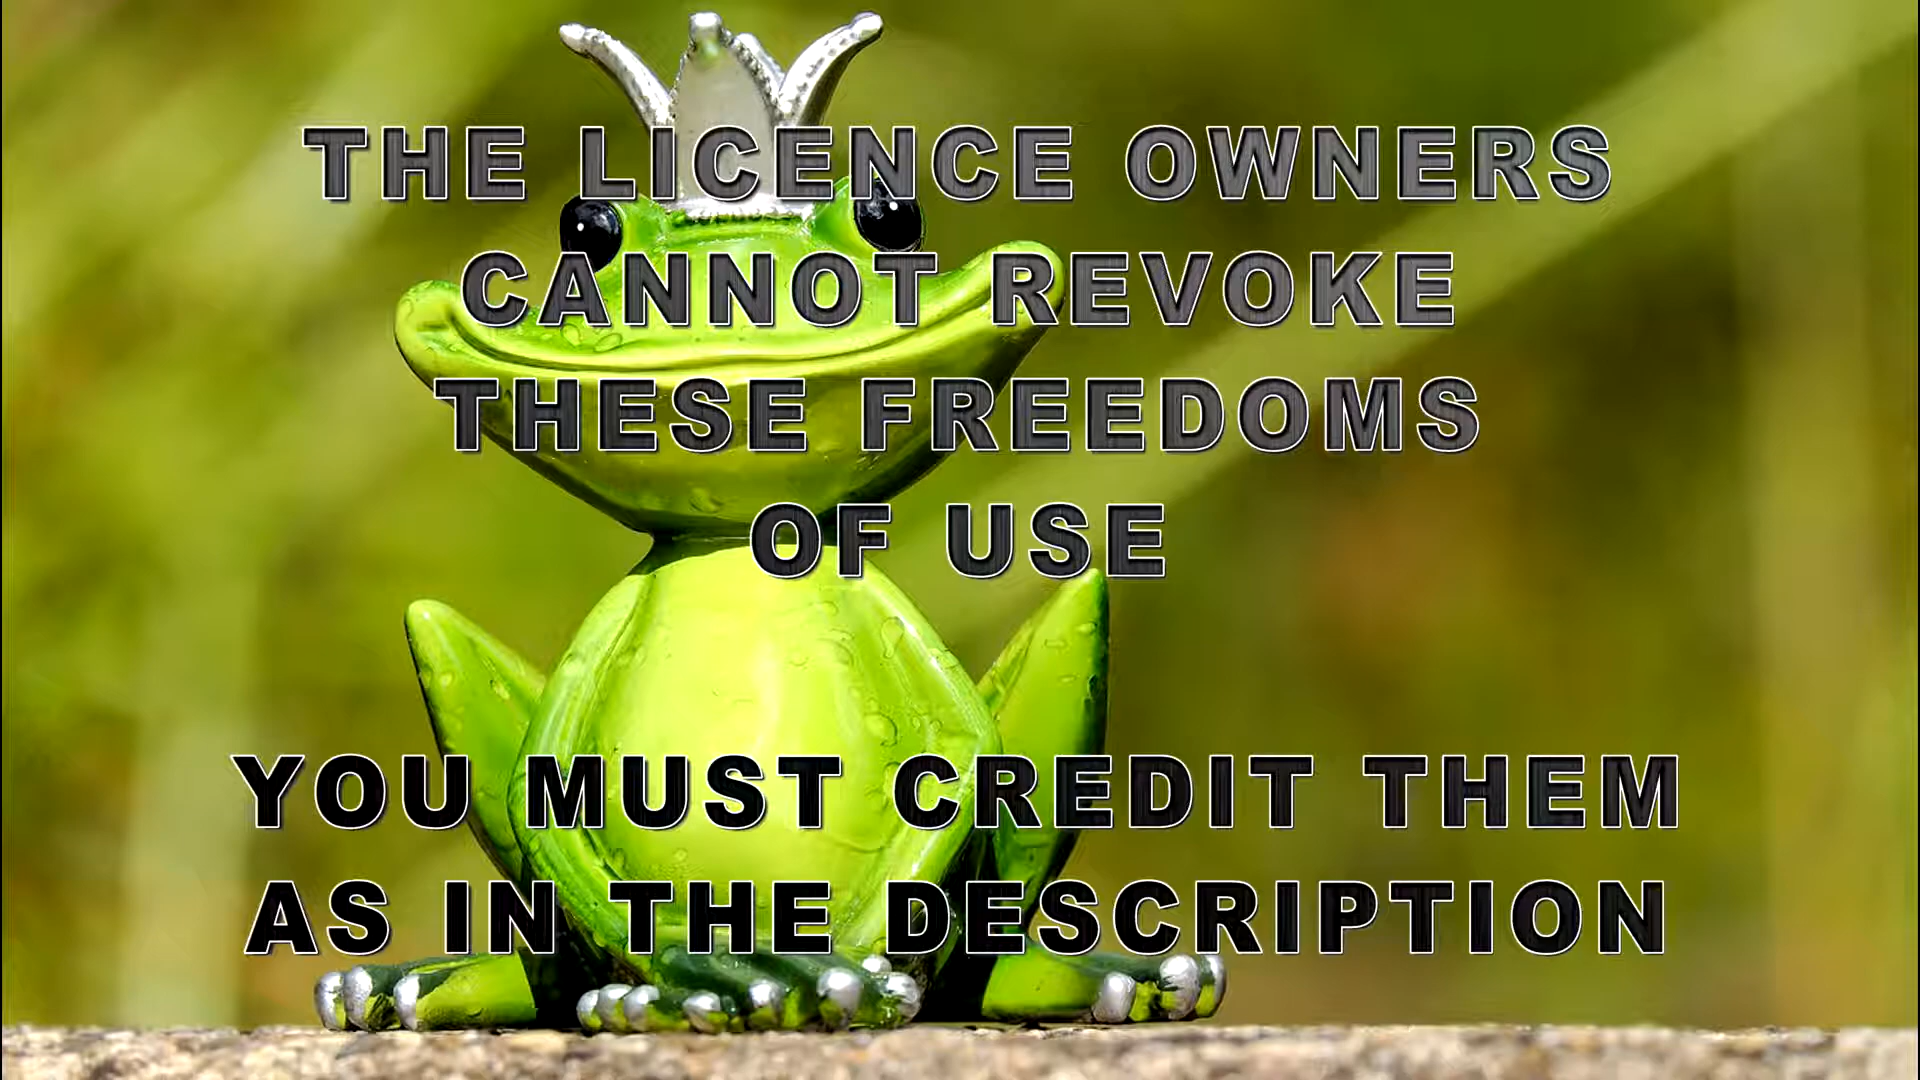 THE LICENCE OWNERS
CANNOT REVOKE
THESE FREEDOMS
OF USE
YOU MUST CREDIT THEM
AS IN THE DESCRIPTION